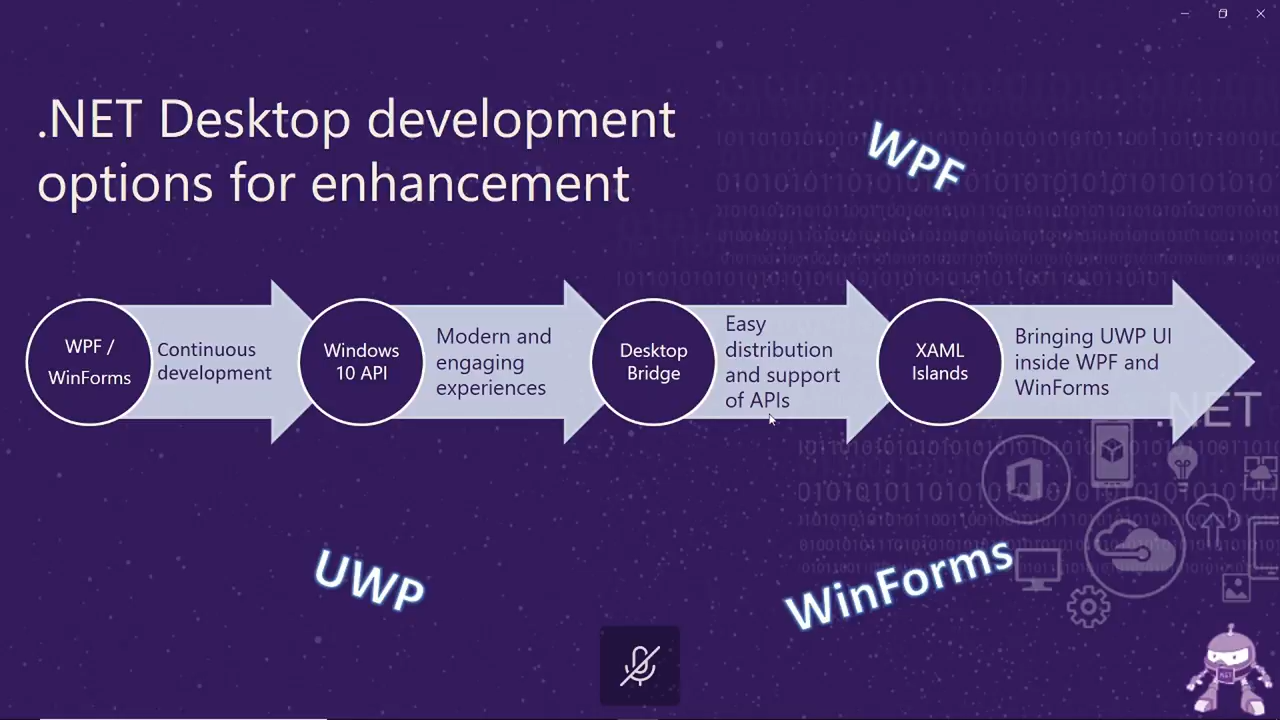 .NET Desktop development
options for enhancement
WPF
WPF /
WinForms
Continuous
development
Windows
10 API
Modern and
engaging
experiences
Desktop
Bridge
Easy
distribution
and support
of APIs
XAML
Islands
Bringing UWP UI
inside WPF and
WinForms
.NET
UWP
WinForms
.NET